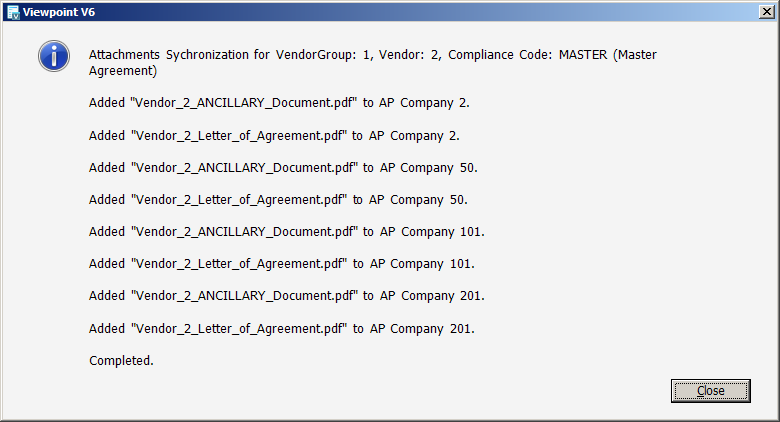 Viewpoint V6
Attachments Sychronization for VendorGroup: 1, Vendor: 2, Compliance Code: MASTER (Master
Agreement)
Added "Vendor_2_ANCILLARY_Document.pdf" to AP Company 2.
Added "Vendor_2_Letter_of_Agreement.pdf" to AP Company 2.
Added "Vendor_2_ANCILLARY_Document.pdf" to AP Company 50.
Added "Vendor_2_Letter_of_Agreement.pdf" to AP Company 50.
Added "Vendor_2_ANCILLARY_Document.pdf" to AP Company 101.
Added "Vendor_2_Letter_of_Agreement.pdf" to AP Company 101.
Added "Vendor_2_ANCILLARY_Document.pdf" to AP Company 201.
Added "Vendor_2_Letter_of_Agreement.pdf" to AP Company 201.
Completed.
Close